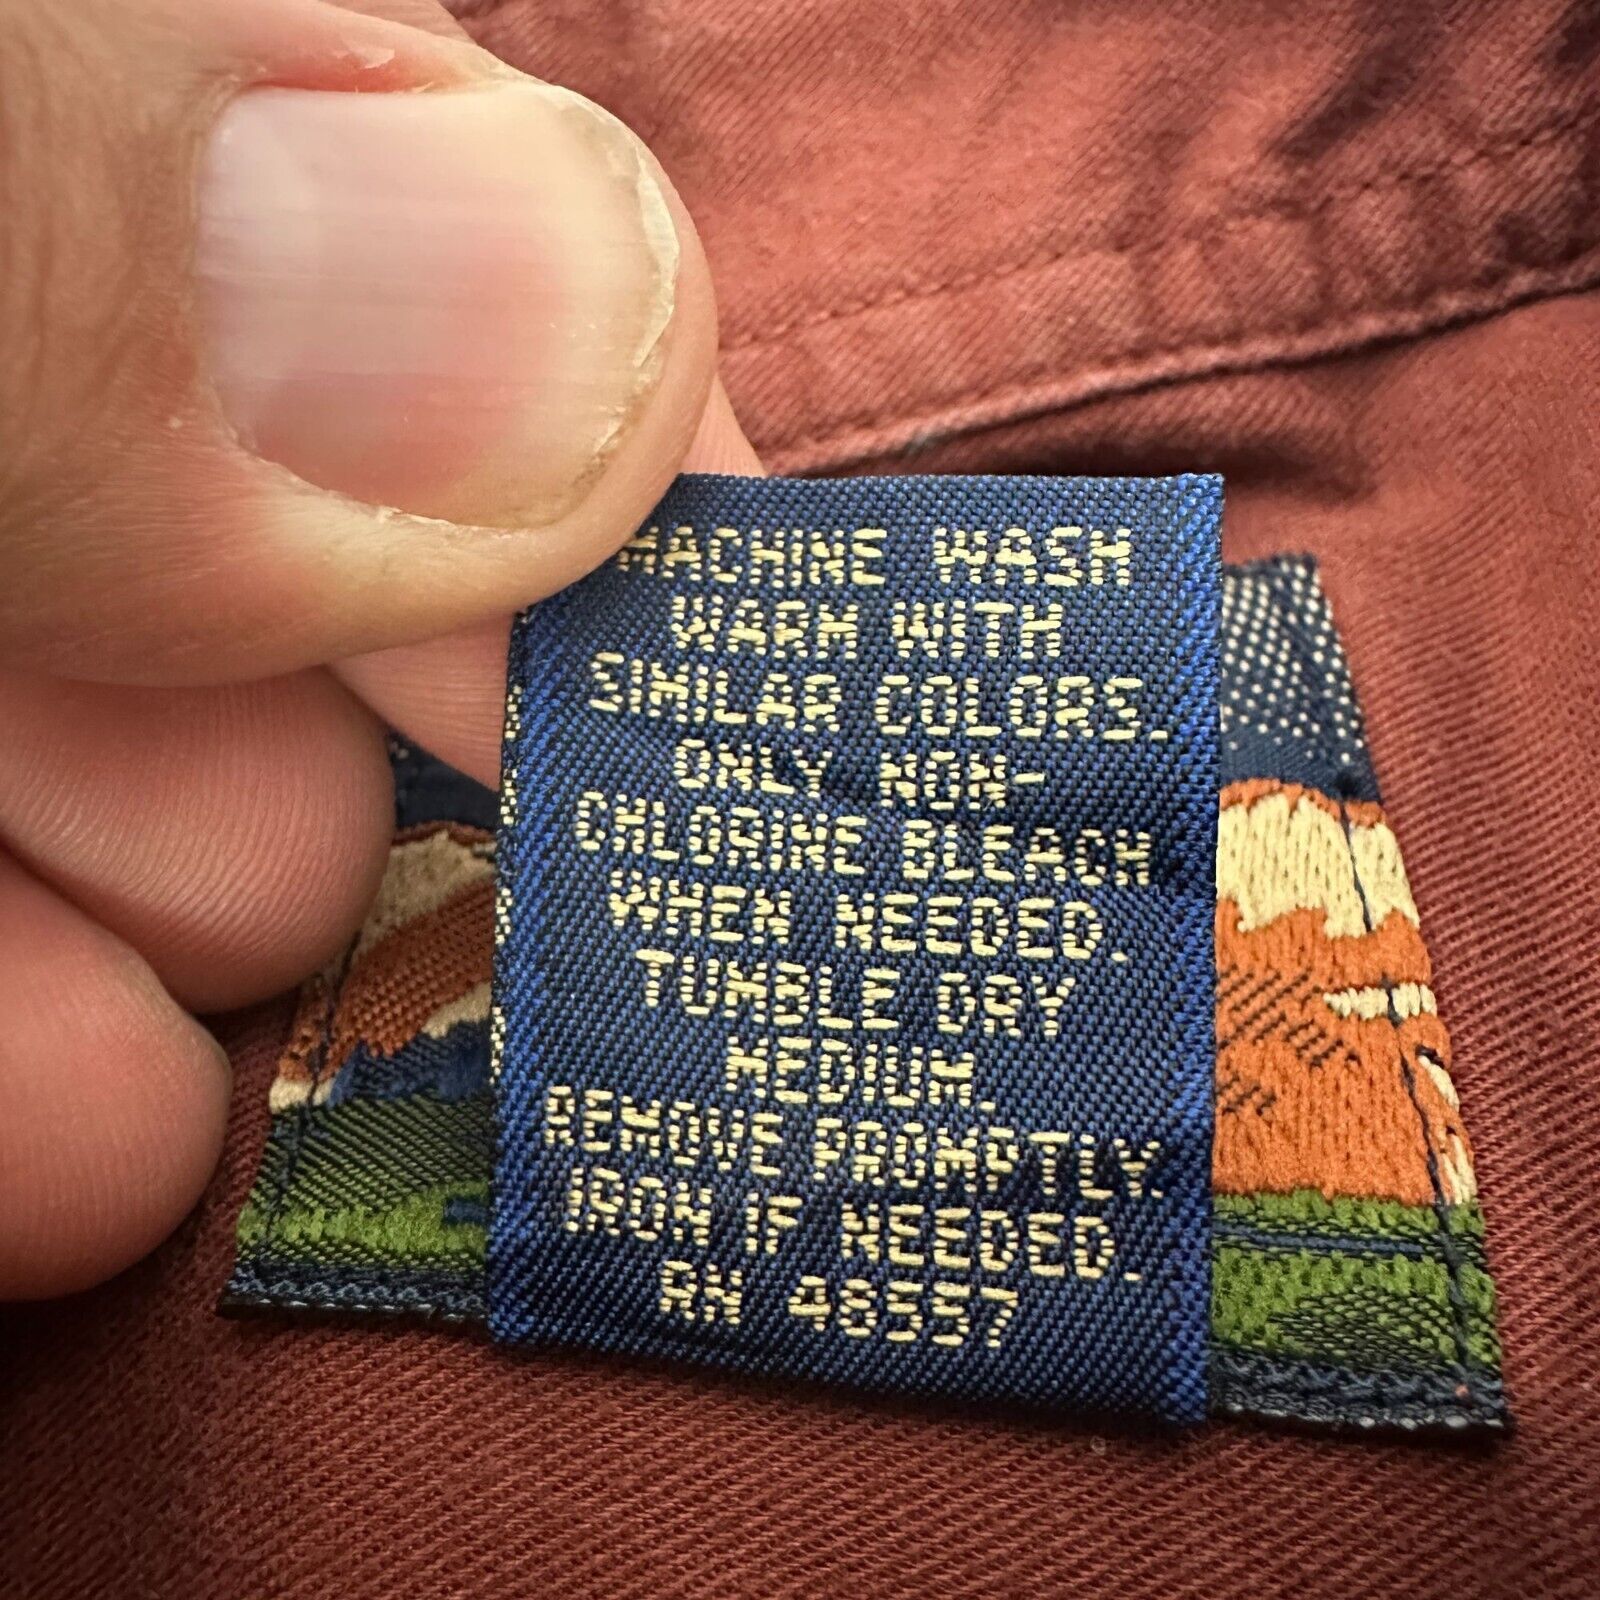 MACHINE WASH
WARM WITH
SIMILAR COLORS.
ONLY NON-
CHLORINE BLEACH
WHEN NEEDED.
TUMBLE DRY
MEDIUM.
REMOVE PROMPTLY.
IRON IF NEEDED.
RN 48557